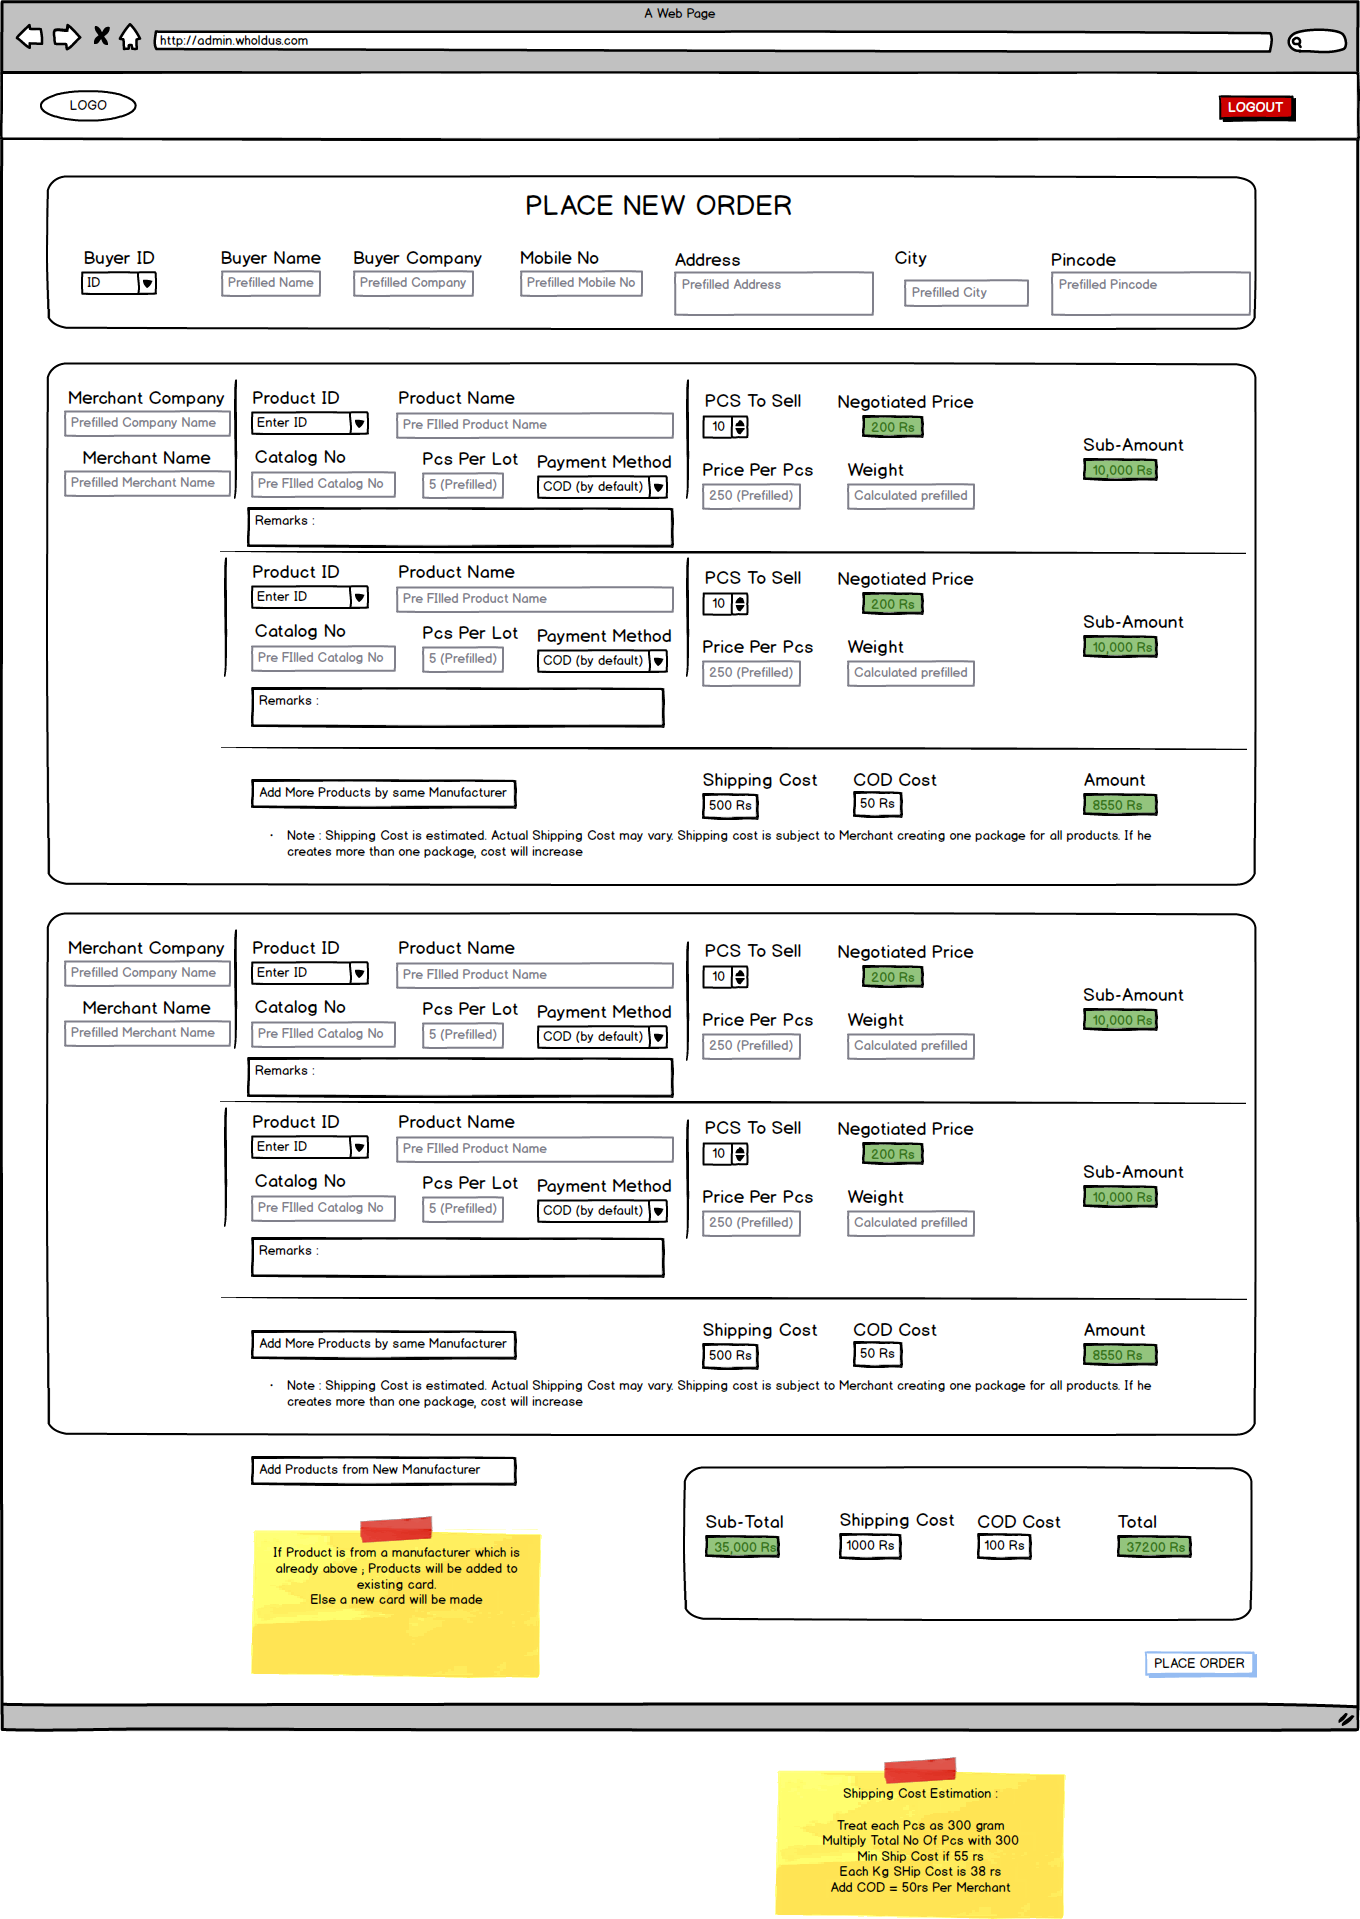 A Web Page
http://admin.wholdus.com
LOGO
LOGOUT
PLACE NEW ORDER
Buyer ID Buyer Name Buyer Company Mobile No Address City Pincode
ID Prefilled Name Prefilled Company Prefilled Mobile No Prefilled Address Prefilled City Prefilled Pincode
Merchant Company Product ID Product Name PCS To Sell Negotiated Price
Prefilled Company Name Enter ID Pre FIlled Product Name 10 200 Rs
Sub-Amount
Merchant Name Catalog No Pcs Per Lot Payment Method Price Per Pcs Weight
10,000 Rs
Prefilled Merchant Name Pre FIlled Catalog No 5 (Prefilled) COD (by default) 250 (Prefilled) Calculated prefilled
Remarks :
Product ID Product Name PCS To Sell Negotiated Price
Enter ID Pre FIlled Product Name 10 200 Rs
Sub-Amount
Catalog No Pcs Per Lot Payment Method Price Per Pcs Weight
10,000 Rs
Pre FIlled Catalog No 5 (Prefilled) COD (by default) 250 (Prefilled) Calculated prefilled
Remarks :
Shipping Cost COD Cost Amount
Add More Products by same Manufacturer 500 Rs 50 Rs 8550 Rs
· Note : Shipping Cost is estimated. Actual Shipping Cost may vary. Shipping cost is subject to Merchant creating one package for all products. If he
creates more than one package, cost will increase
Merchant Company Product ID Product Name PCS To Sell Negotiated Price
Prefilled Company Name Enter ID Pre FIlled Product Name 10 200 Rs
Sub-Amount
Merchant Name Catalog No Pcs Per Lot Payment Method Price Per Pcs Weight
10,000 Rs
Prefilled Merchant Name Pre FIlled Catalog No 5 (Prefilled) COD (by default) 250 (Prefilled) Calculated prefilled
Remarks :
Product ID Product Name PCS To Sell Negotiated Price
Enter ID Pre FIlled Product Name 10 200 Rs
Sub-Amount
Catalog No Pcs Per Lot Payment Method Price Per Pcs Weight
10,000 Rs
Pre FIlled Catalog No 5 (Prefilled) COD (by default) 250 (Prefilled) Calculated prefilled
Remarks :
Shipping Cost COD Cost Amount
Add More Products by same Manufacturer 500 Rs 50 Rs 8550 Rs
· Note : Shipping Cost is estimated. Actual Shipping Cost may vary. Shipping cost is subject to Merchant creating one package for all products. If he
creates more than one package, cost will increase
Add Products from New Manufacturer
Sub-Total Shipping Cost COD Cost Total
35,000 Rs 1000 Rs 100 Rs 37200 Rs
If Product is from a manufacturer which is
already above ; Products will be added to
existing card.
Else a new card will be made
PLACE ORDER
Shipping Cost Estimation :
Treat each Pcs as 300 gram
Multiply Total No Of Pcs with 300
Min Ship Cost if 55 rs
Each Kg SHip Cost is 38 rs
Add COD = 50rs Per Merchant